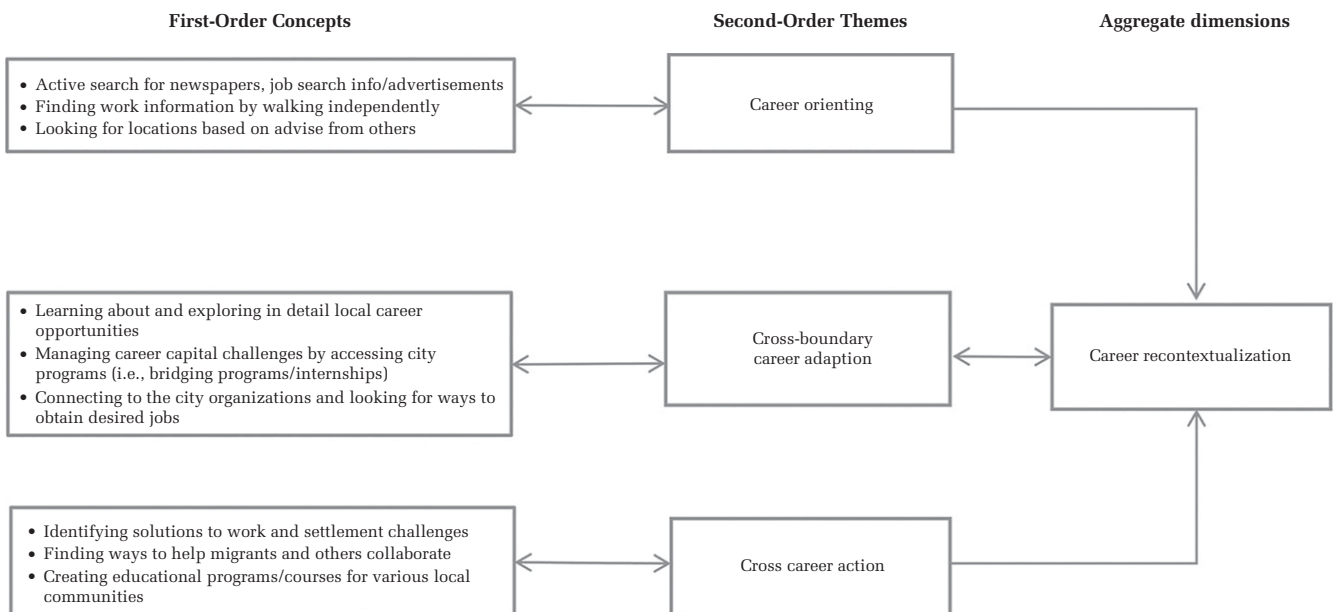 First-Order Concepts
Second-Order Themes
Aggregate dimensions
• Active search for newspapers, job search info/advertisements
• Finding work information by walking independently
• Looking for locations based on advise from others
Career orienting
• Learning about and exploring in detail local career
opportunities
• Managing career capital challenges by accessing city
programs (i.e., bridging programs/internships)
• Connecting to the city organizations and looking for ways to
obtain desired jobs
Cross-boundary
career adaption
Career recontextualization
• Identifying solutions to work and settlement challenges
• Finding ways to help migrants and others collaborate
• Creating educational programs/courses for various local
communities
Cross career action